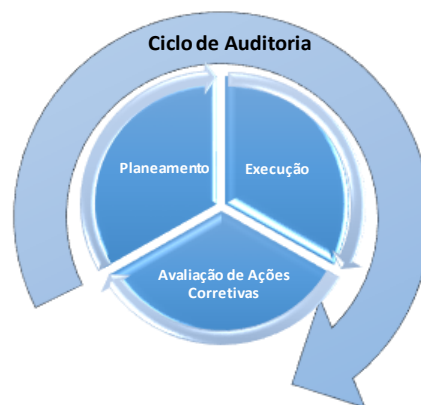 Ciclo de Auditoria
Planeamento
Execução
Avaliação de Ações
Corretivas